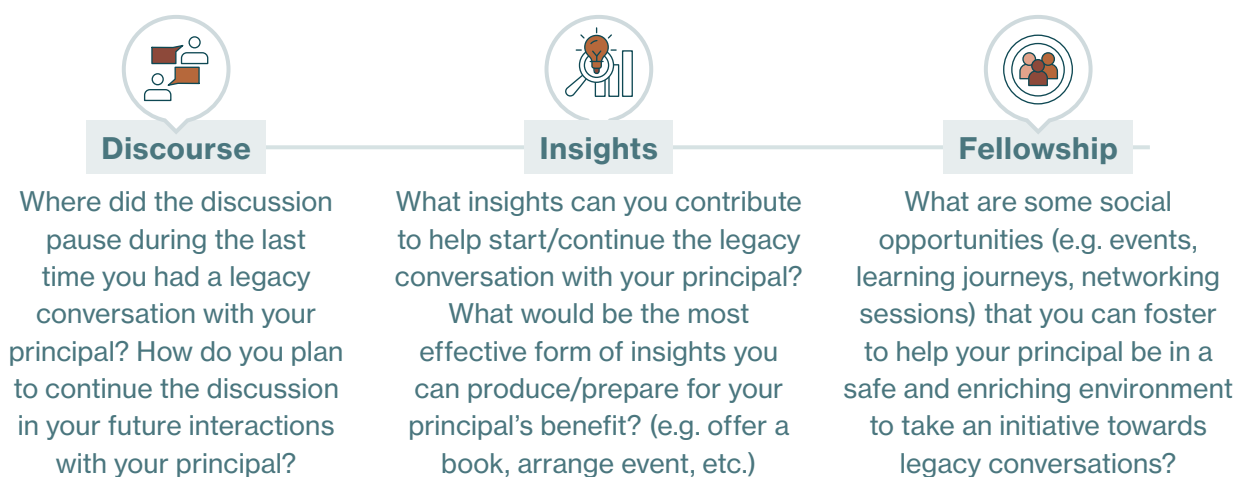 Discourse
Where did the discussion
pause during the last
time you had a legacy
conversation with your
principal? How do you plan
to continue the discussion
in your future interactions
with your principal?
Insights
What insights can you contribute
to help start/continue the legacy
conversation with your principal?
What would be the most
effective form of insights you
can produce/prepare for your
principal's benefit? (e.g. offer a
book, arrange event, etc.)
Fellowship
What are some social
opportunities (e.g. events,
learning journeys, networking
sessions) that you can foster
to help your principal be in a
safe and enriching environment
to take an initiative towards
legacy conversations?